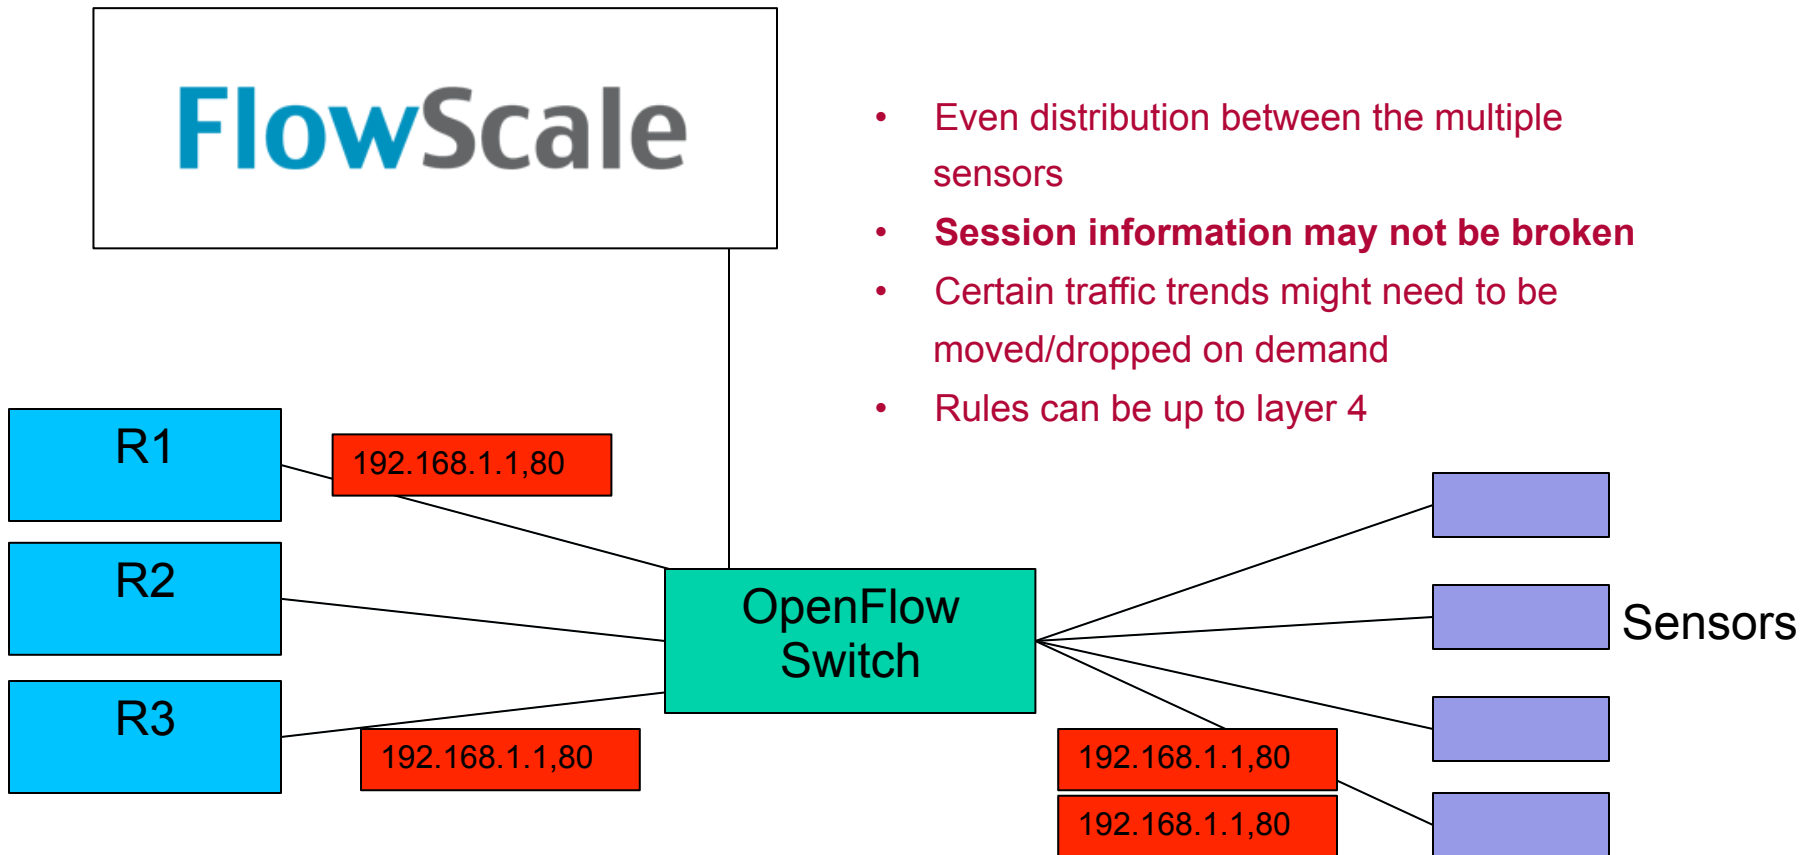 FlowScale
• Even distribution between the multiple
sensors
• Session information may not be broken
• Certain traffic trends might need to be
moved/dropped on demand
• Rules can be up to layer 4
R1
192.168.1.1,80
R2
OpenFlow
Switch
Sensors
R3
192.168.1.1,80
192.168.1.1,80
192.168.1.1,80